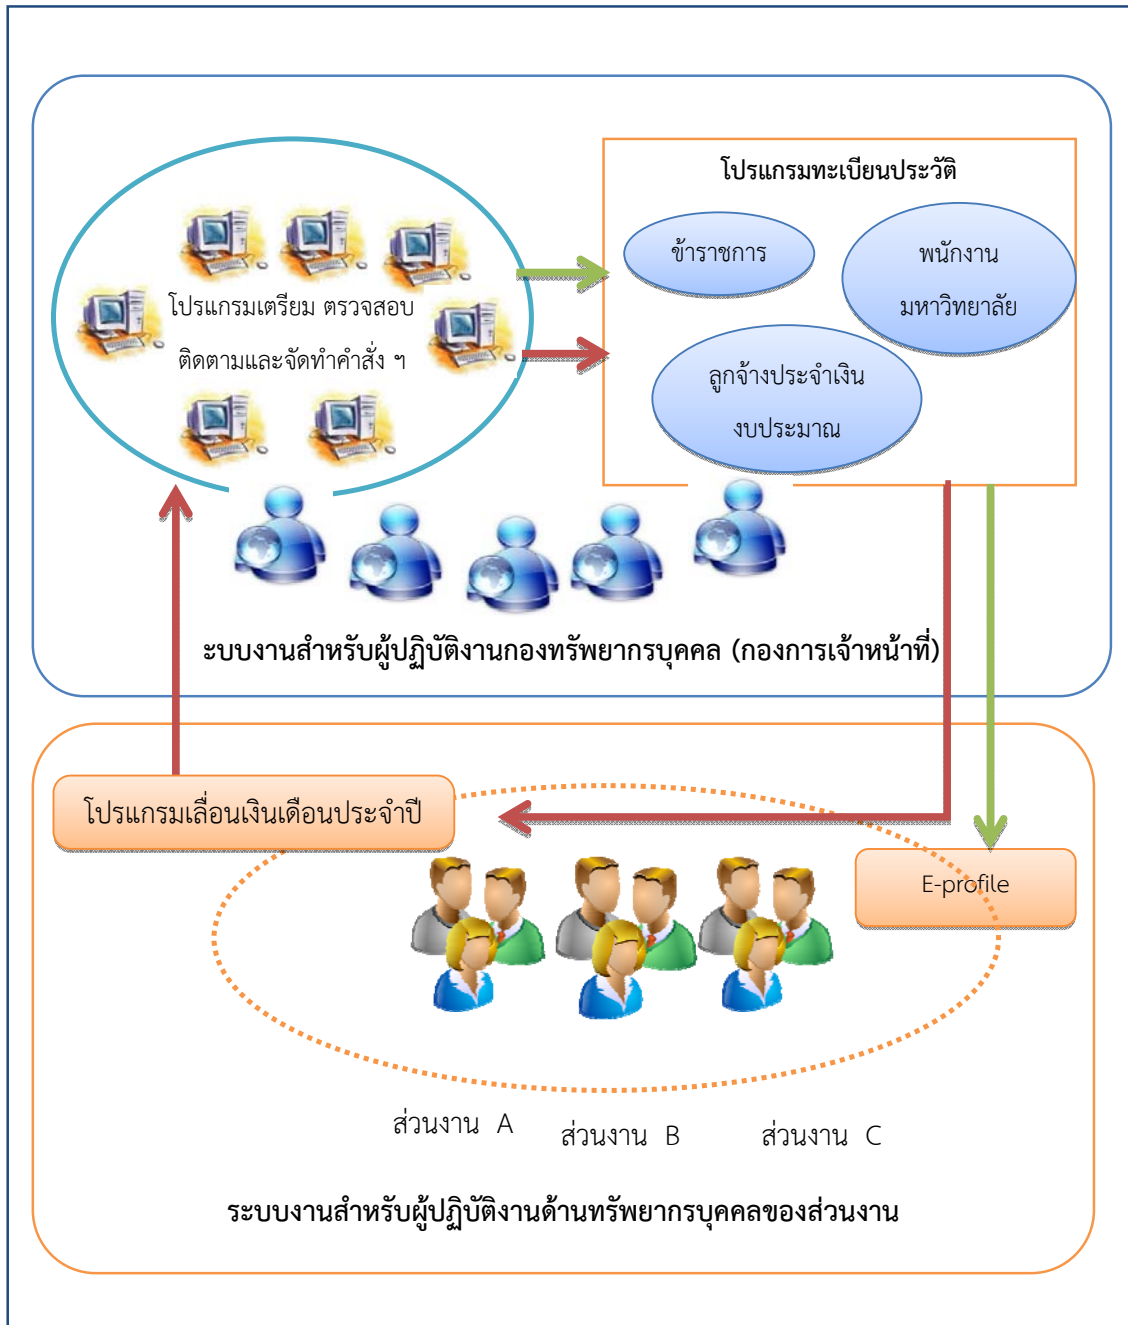 โปรแกรมทะเบียนประวัติ
ข้าราชการ
พนักงาน
มหาวิทยาลัย
โปรแกรมเตรียม ตรวจสอบ
ติดตามและจัดทำคำสั่ง ฯ
ลูกจ้างประจำเงิน
งบประมาณ
ะบบงานสำหรับผู้ปฏิบัติงานกองทรัพยากรบุคคล (กองการเจ้าหน้าที่)
โปรแกรมเลื่อนเงินเดือนประจำปี
E-profile
ส่วนงาน A
ส่วนงาน B
ส่วนงาน C
ระบบงานสำหรับผู้ปฏิบัติงานด้านทรัพยากรบุคคลของส่วนงาน